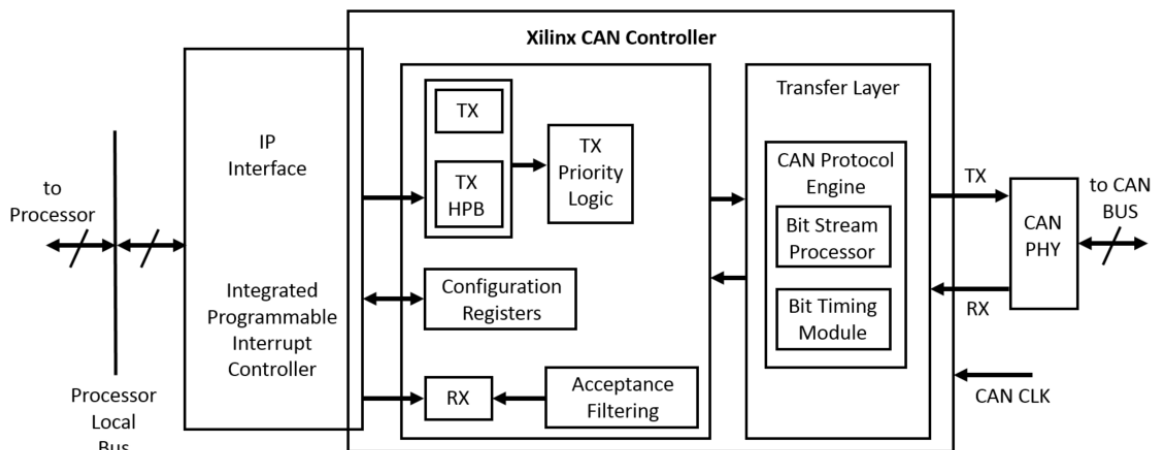 Xilinx CAN Controller
to
Processor
Processor
Local
Bus
IP
Interface
Integrated
Programmable
Interrupt
Controller
TX
TX
HPB
TX
Priority
Logic
Configuration
Registers
RX
Acceptance
Filtering
Transfer Layer
CAN Protocol
Engine
Bit Stream
Processor
Bit Timing
Module
TX
RX
CAN
PHY
to CAN
BUS
CAN CLK